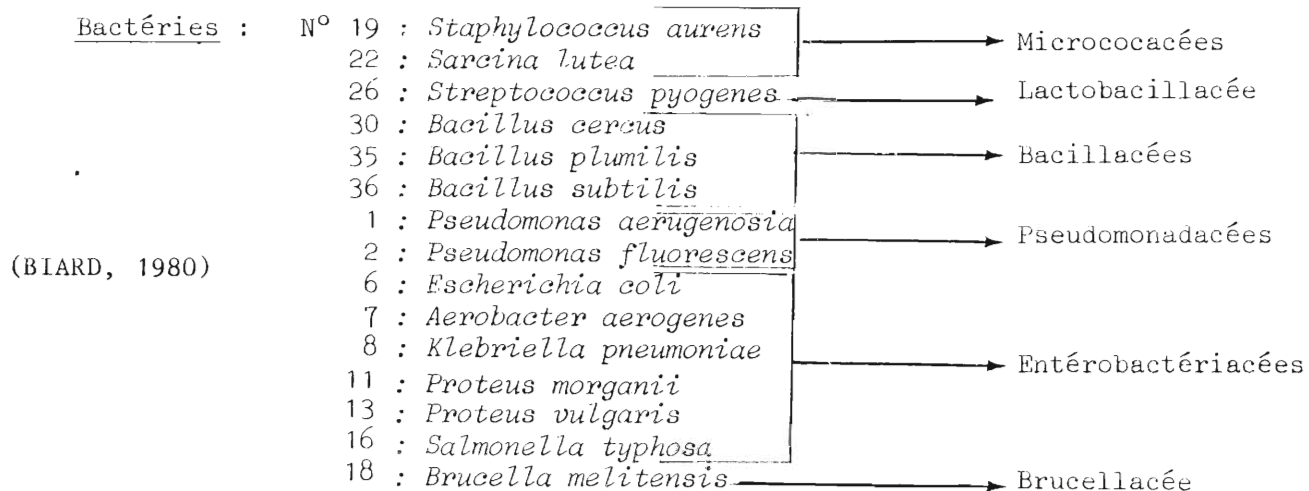 Bactéries : N° 19 : Staphylococcus aurens
22 : Sarcina lutea
Micrococacées
26 : Streptococcus pyogenes
Lactobacillacée
30 : Bacillus cercus
35 : Bacillus plumilis
Bacillacées
36 : Bacillus subtilis
1 : Pseudomonas aerugenosia
Pseudomonadacées
2 : Pseudomonas fluorescens
(BIARD, 1980)
6 : Escherichia coli
7 : Aerobacter aerogenes
8 : Klebriella pneumoniae
Entérobactériacées
11 : Proteus morganii
13 : Proteus vulgaris
16 : Salmonella typhosa
18 : Brucella melitensis
Brucellacée